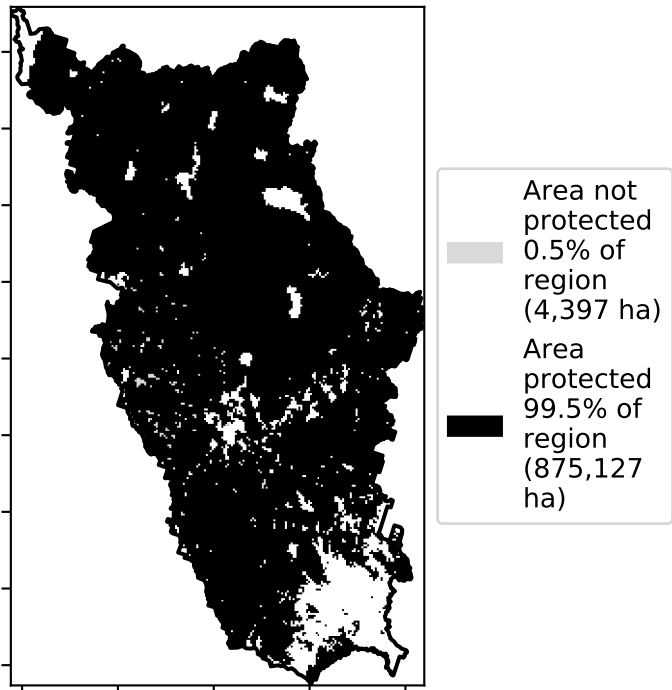 Area not
protected
0.5% of
region
(4,397 ha)
Area
protected
99.5% of
region
(875,127
ha)